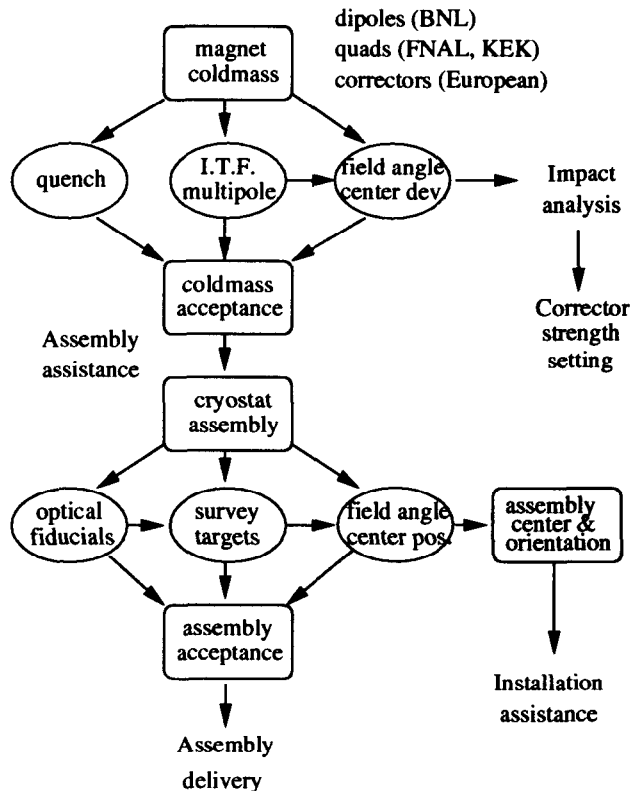 dipoles (BNL)
quads (FNAL, KEK)
correctors (European)
magnet
coldmass
quench
I.T.F.
multipole
field angle
center dev.
Impact
analysis
coldmass
acceptance
Corrector
strength
setting
Assembly
assistance
cryostat
assembly
optical
fiducials
survey
targets
field angle
center pos.
assembly
center &
orientation
assembly
acceptance
Installation
assistance
Assembly
delivery